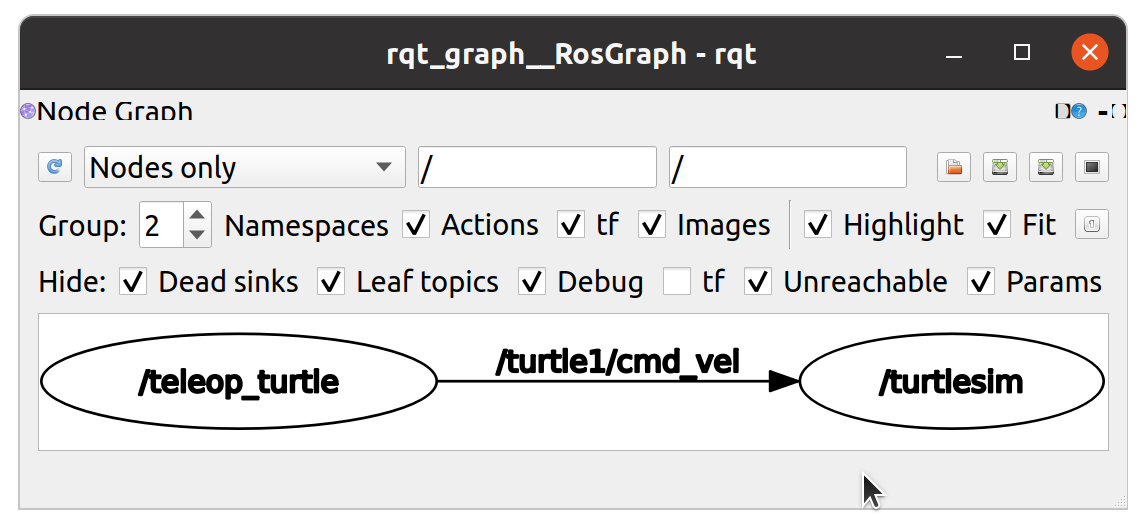 rqt_graph__RosGraph - rqt
Node Graph
Nodes only / /
Group: 2 Namespaces Actions tf Images Highlight Fit
Hide: Dead sinks Leaf topics Debug tf Unreachable Params
/teleop_turtle /turtle1/cmd_vel /turtlesim